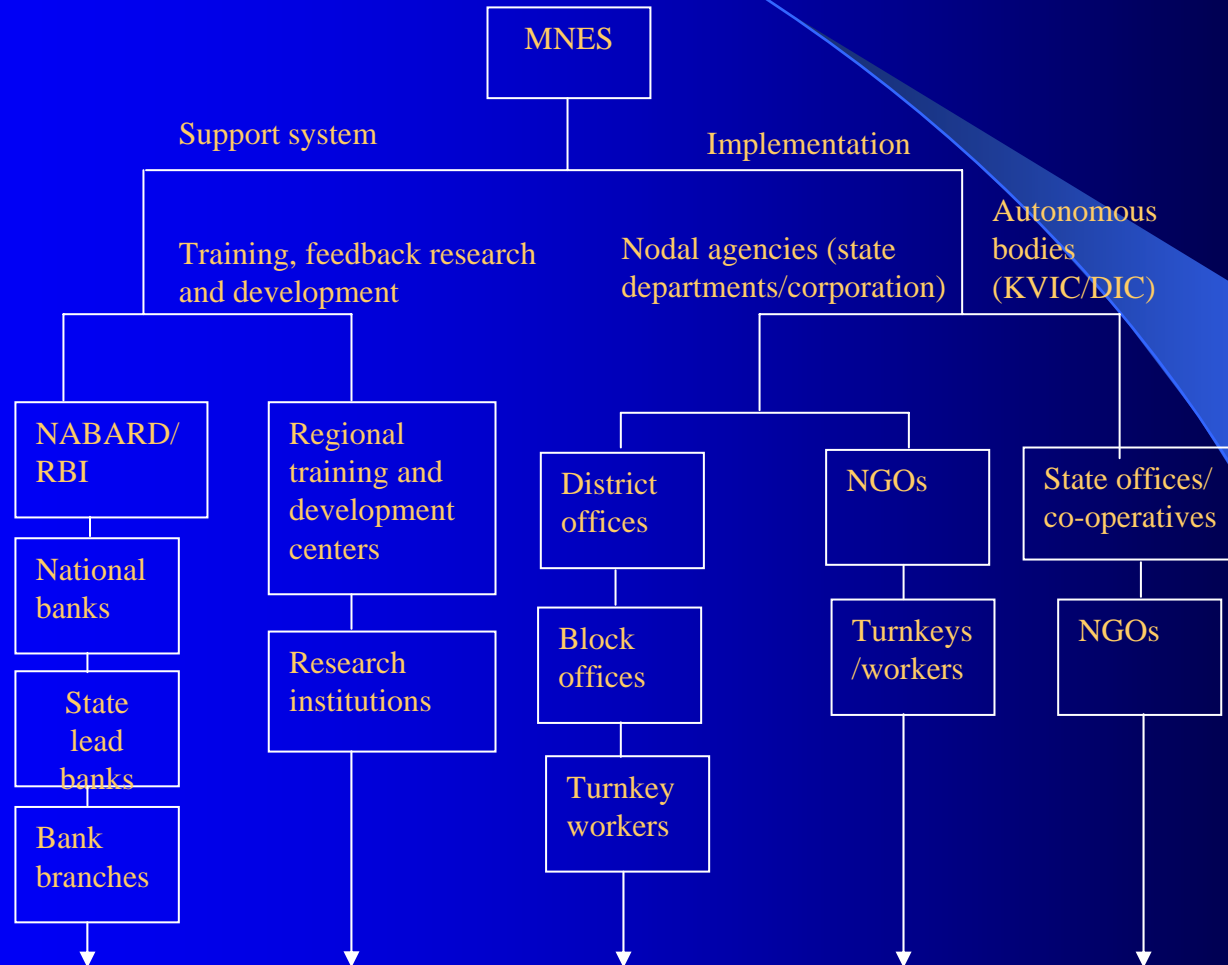 MNES
Support system
Implementation
Training, feedback research
and development
Nodal agencies (state
departments/corporation)
Autonomous
bodies
(KVIC/DIC)
NABARD/
RBI
National
banks
State
lead
banks
Bank
branches
Regional
training and
development
centers
Research
institutions
District
offices
Block
offices
Turnkey
workers
NGOs
Turnkeys
/workers
State offices/
co-operatives
NGOs